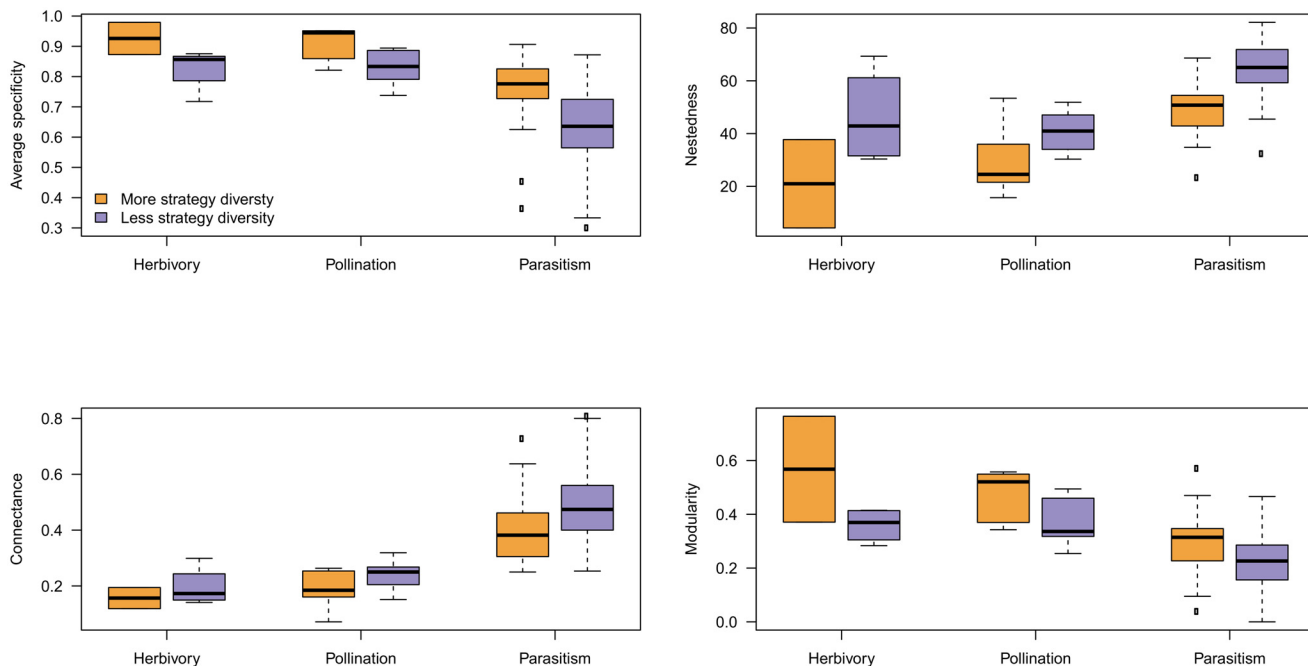 Average specificity
1.0
0.9
0.8
0.7
0.6
0.5
0.4
0.3
More strategy diversty
Less strategy diversity
Herbivory Pollination Parasitism
Nestedness
80
60
40
20
Herbivory Pollination Parasitism
Connectance
0.8
0.6
0.4
0.2
Herbivory Pollination Parasitism
Modularity
0.6
0.4
0.2
0.0
Herbivory Pollination Parasitism